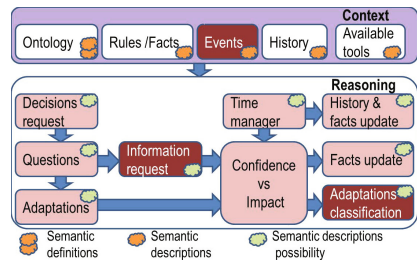 Context
Ontology
Rules /Facts
Events
History
Available
tools
Reasoning
Decisions
request
Time
manager
History &
facts update
Questions
Information
request
Confidence
vs
Impact
Facts update
Adaptations
Adaptations
classification
Semantic
definitions
Semantic
descriptions
Semantic descriptions
possibility